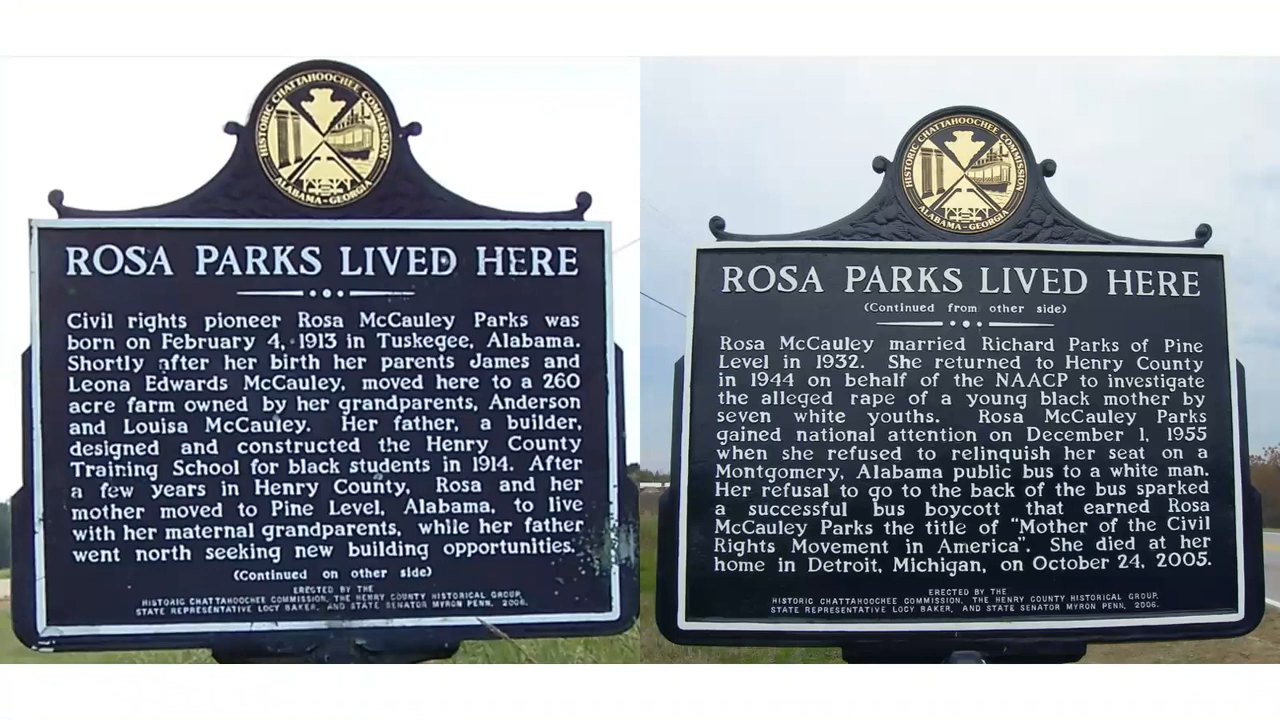 HISTORIC CHATTAHOOCHEE COMMISSION
ALABAMA-GEORGIA
ROSA PARKS LIVED HERE
Civil rights pioneer Rosa McCauley Parks was
born on February 4, 1913 in Tuskegee, Alabama.
Shortly after her birth her parents James and
Leona Edwards McCauley, moved here to a 260
acre farm owned by her grandparents, Anderson
and Louisa McCauley. Her father, a builder,
designed and constructed the Henry County
Training School for black students in 1914. After
a few years in Henry County, Rosa and her
mother moved to Pine Level, Alabama, to live
with her maternal grandparents, while her father
went north seeking new building opportunities.
(Continued on other side)
ERECTED BY THE
HISTORIC CHATTAHOOCHEE COMMISSION, THE HENRY COUNTY HISTORICAL GROUP,
STATE REPRESENTATIVE LOCY BAKER, AND STATE SENATOR MYRON PENN, 2006.
HISTORIC CHATTAHOOCHEE COMMISSION
ALABAMA-GEORGIA
ROSA PARKS LIVED HERE
(Continued from other side)
Rosa McCauley married Richard Parks of Pine
Level in 1932. She returned to Henry County
in 1944 on behalf of the NAACP to investigate
the alleged rape of a young black mother by
seven white youths. Rosa McCauley Parks
gained national attention on December 1, 1955
when she refused to relinquish her seat on a
Montgomery, Alabama public bus to a white man.
Her refusal to go to the back of the bus sparked
a successful bus boycott that earned Rosa
McCauley Parks the title of "Mother of the Civil
Rights Movement in America". She died at her
home in Detroit, Michigan, on October 24, 2005.
ERECTED BY THE
HISTORIC CHATTAHOOCHEE COMMISSION, THE HENRY COUNTY HISTORICAL GROUP,
STATE REPRESENTATIVE LOCY BAKER, AND STATE SENATOR MYRON PENN, 2006.